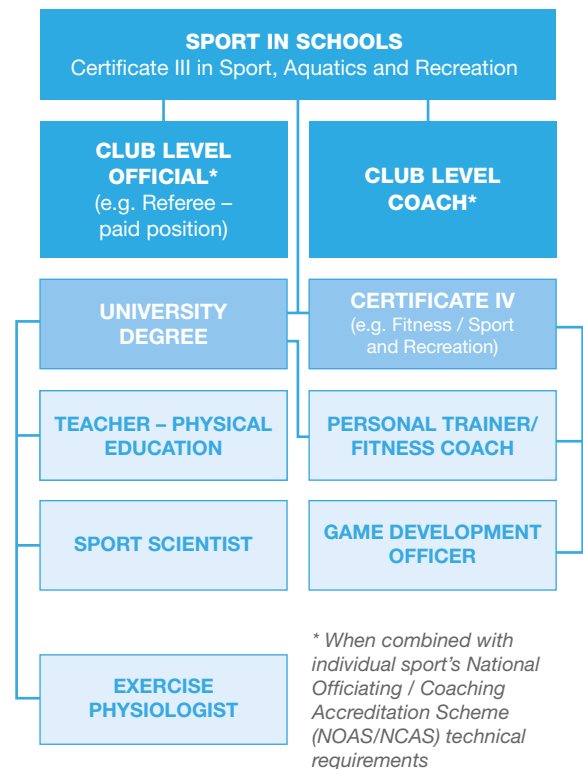 SPORT IN SCHOOLS
Certificate III in Sport, Aquatics and Recreation
CLUB LEVEL
OFFICIAL*
(e.g. Referee –
paid position)
CLUB LEVEL
COACH*
UNIVERSITY
DEGREE
CERTIFICATE IV
(e.g. Fitness / Sport
and Recreation)
TEACHER – PHYSICAL
EDUCATION
PERSONAL TRAINER/
FITNESS COACH
SPORT SCIENTIST
GAME DEVELOPMENT
OFFICER
EXERCISE
PHYSIOLOGIST
* When combined with
individual sport's National
Officiating / Coaching
Accreditation Scheme
(NOAS/NCAS) technical
requirements